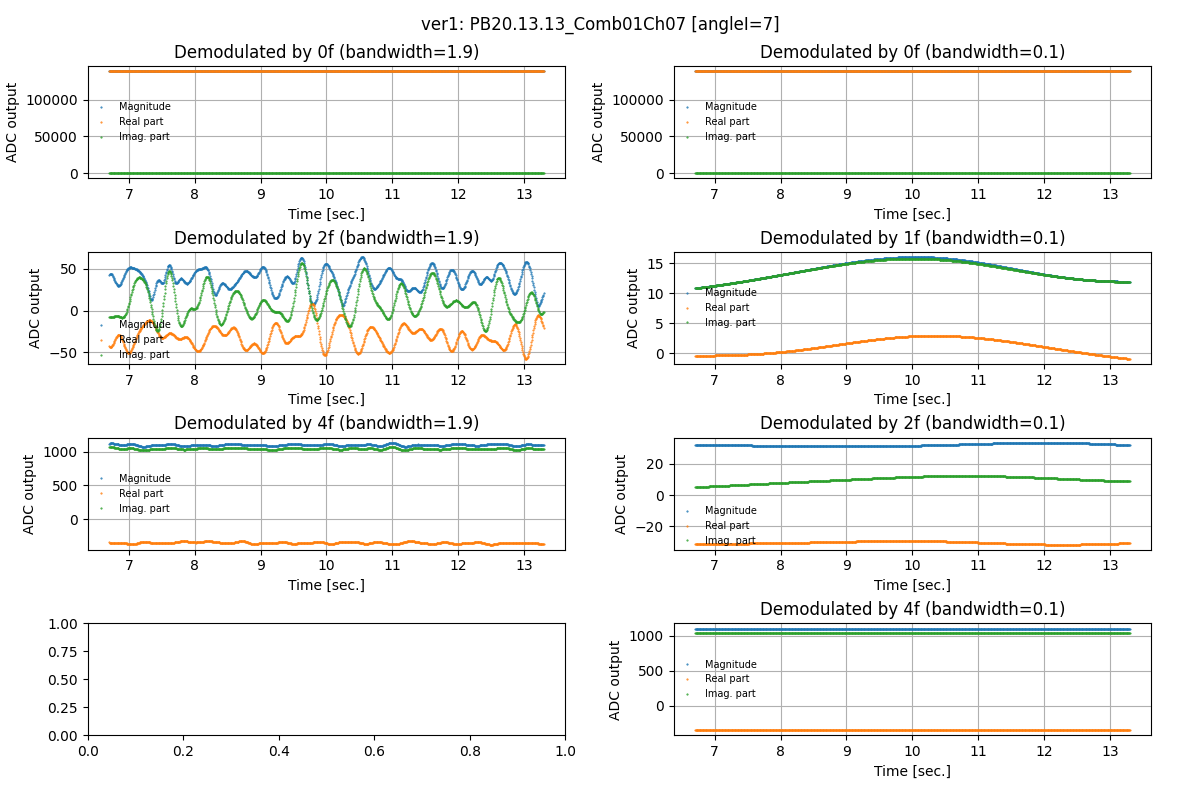 ver1: PB20.13.13_Comb01Ch07 [angleI=7]
Demodulated by 0f (bandwidth=1.9)
ADC output
100000
50000
0
Magnitude
Real part
Imag. part
7 8 9 10 11 12 13
Time [sec.]
Demodulated by 0f (bandwidth=0.1)
ADC output
100000
50000
0
Magnitude
Real part
Imag. part
7 8 9 10 11 12 13
Time [sec.]
Demodulated by 2f (bandwidth=1.9)
ADC output
50
0
−50
Magnitude
Real part
Imag. part
7 8 9 10 11 12 13
Time [sec.]
Demodulated by 1f (bandwidth=0.1)
ADC output
15
10
5
0
Magnitude
Real part
Imag. part
7 8 9 10 11 12 13
Time [sec.]
Demodulated by 4f (bandwidth=1.9)
ADC output
1000
500
0
Magnitude
Real part
Imag. part
7 8 9 10 11 12 13
Time [sec.]
Demodulated by 2f (bandwidth=0.1)
ADC output
20
0
−20
Magnitude
Real part
Imag. part
7 8 9 10 11 12 13
Time [sec.]
1.00
0.75
0.50
0.25
0.00
0.0 0.2 0.4 0.6 0.8 1.0
Demodulated by 4f (bandwidth=0.1)
ADC output
1000
500
0
Magnitude
Real part
Imag. part
7 8 9 10 11 12 13
Time [sec.]